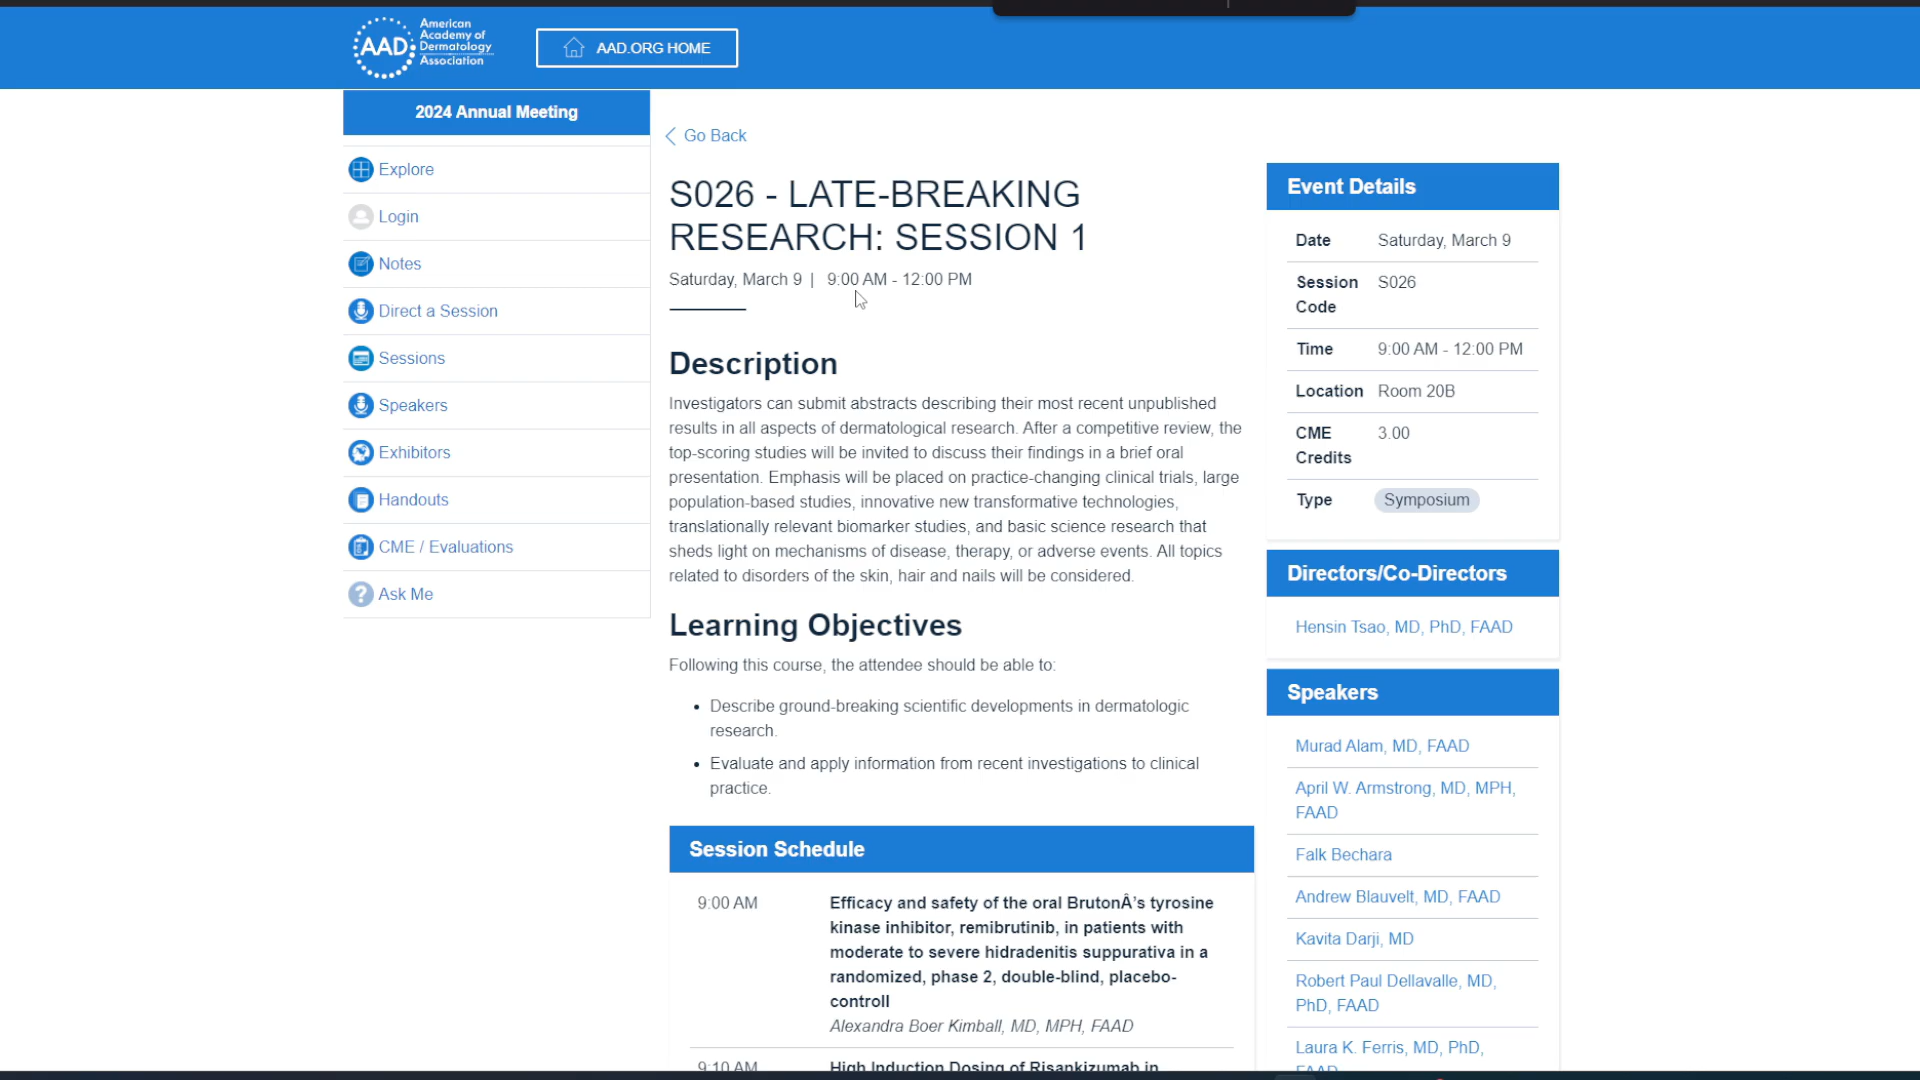 American
Academy of
Dermatology
Association
AAD
AAD.ORG HOME
2024 Annual Meeting
Explore
Login
Notes
Direct a Session
Sessions
Speakers
Exhibitors
Handouts
CME / Evaluations
Ask Me
Go Back
S026 - LATE-BREAKING
RESEARCH: SESSION 1
Saturday, March 9 | 9:00 AM - 12:00 PM
Description
Investigators can submit abstracts describing their most recent unpublished
results in all aspects of dermatological research. After a competitive review, the
top-scoring studies will be invited to discuss their findings in a brief oral
presentation. Emphasis will be placed on practice-changing clinical trials, large
population-based studies, innovative new transformative technologies,
translationally relevant biomarker studies, and basic science research that
sheds light on mechanisms of disease, therapy, or adverse events. All topics
related to disorders of the skin, hair and nails will be considered.
Learning Objectives
Following this course, the attendee should be able to:
• Describe ground-breaking scientific developments in dermatologic
research.
• Evaluate and apply information from recent investigations to clinical
practice.
Session Schedule
9:00 AM
Efficacy and safety of the oral BrutonÂ’s tyrosine
kinase inhibitor, remibrutinib, in patients with
moderate to severe hidradenitis suppurativa in a
randomized, phase 2, double-blind, placebo-
controll
Alexandra Boer Kimball, MD, MPH, FAAD
9:10 AM
High Induction Dosing of Risankizumab in
Event Details
Date Saturday, March 9
Session S026
Code
Time 9:00 AM - 12:00 PM
Location Room 20B
CME 3.00
Credits
Type Symposium
Directors/Co-Directors
Hensin Tsao, MD, PhD, FAAD
Speakers
Murad Alam, MD, FAAD
April W. Armstrong, MD, MPH,
FAAD
Falk Bechara
Andrew Blauvelt, MD, FAAD
Kavita Darji, MD
Robert Paul Dellavalle, MD,
PhD, FAAD
Laura K. Ferris, MD, PhD,
FAAD